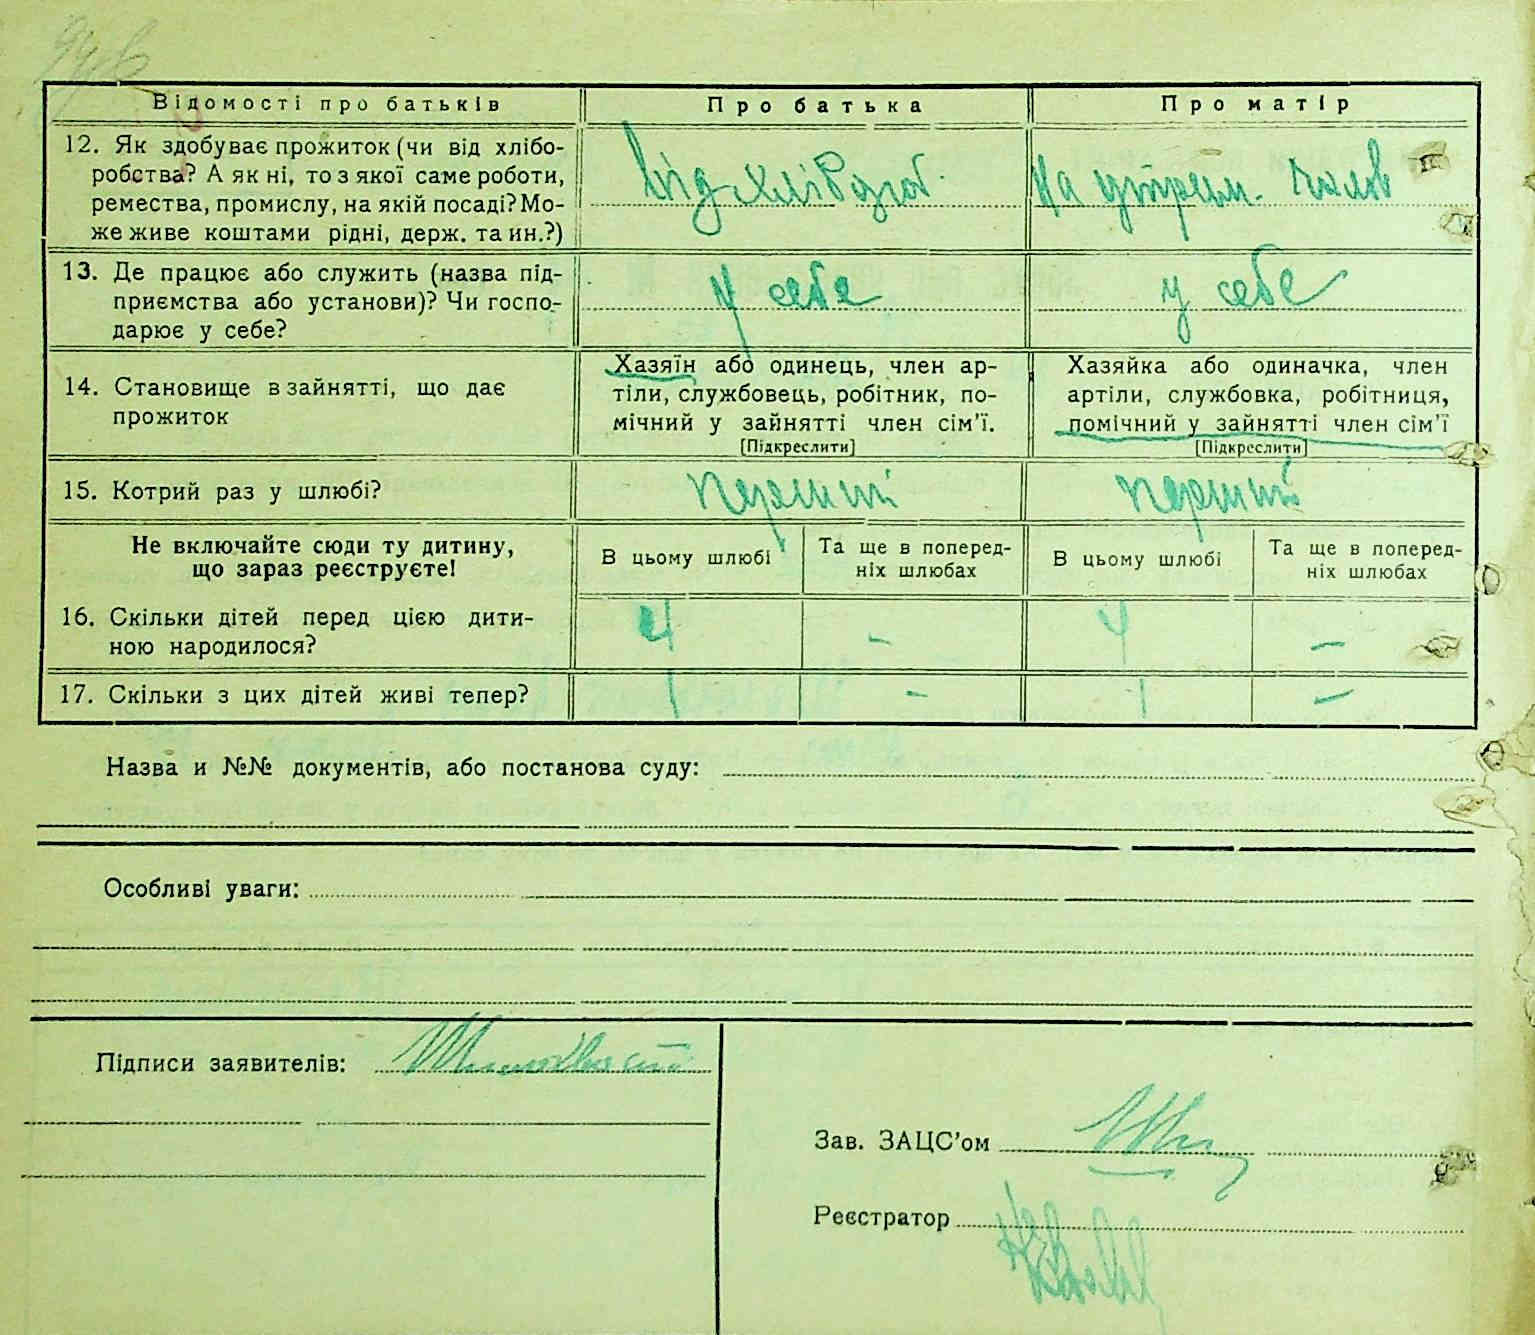 946
Відомості про батьків Про батька Про матір
12. Як здобуває прожиток (чи від хлібо-
робства? А як ні, то з якої саме роботи,
ремества, промислу, на якій посаді? Мо-
же живе коштами рідні, держ. та ин.?)
від хлібороб. на утрим. чолов
13. Де працює або служить (назва під-
приємства або установи)? Чи госпо-
дарює у себе?
у себе у себе
14. Становище в зайнятті, що дає
прожиток
Хазяїн або одинець, член ар-
тіли, службовець, робітник, по-
мічний у зайнятті член сім'ї.
[Підкреслити]
Хазяйка або одиначка, член
артіли, службовка, робітниця,
помічний у зайнятті член сім'ї
[Підкреслити]
15. Котрий раз у шлюбі? перший перший
Не включайте сюди ту дитину,
що зараз реєструєте!
В цьому шлюбі
Та ще в поперед-
ніх шлюбах
В цьому шлюбі
Та ще в поперед-
ніх шлюбах
16. Скільки дітей перед цією дити-
ною народилося?
4 - 4 -
17. Скільки з цих дітей живі тепер? 1 - 1 -
Назва и №№ документів, або постанова суду:
Особливі уваги:
Підписи заявителів:
Зав. ЗАЦС'ом
Реєстратор